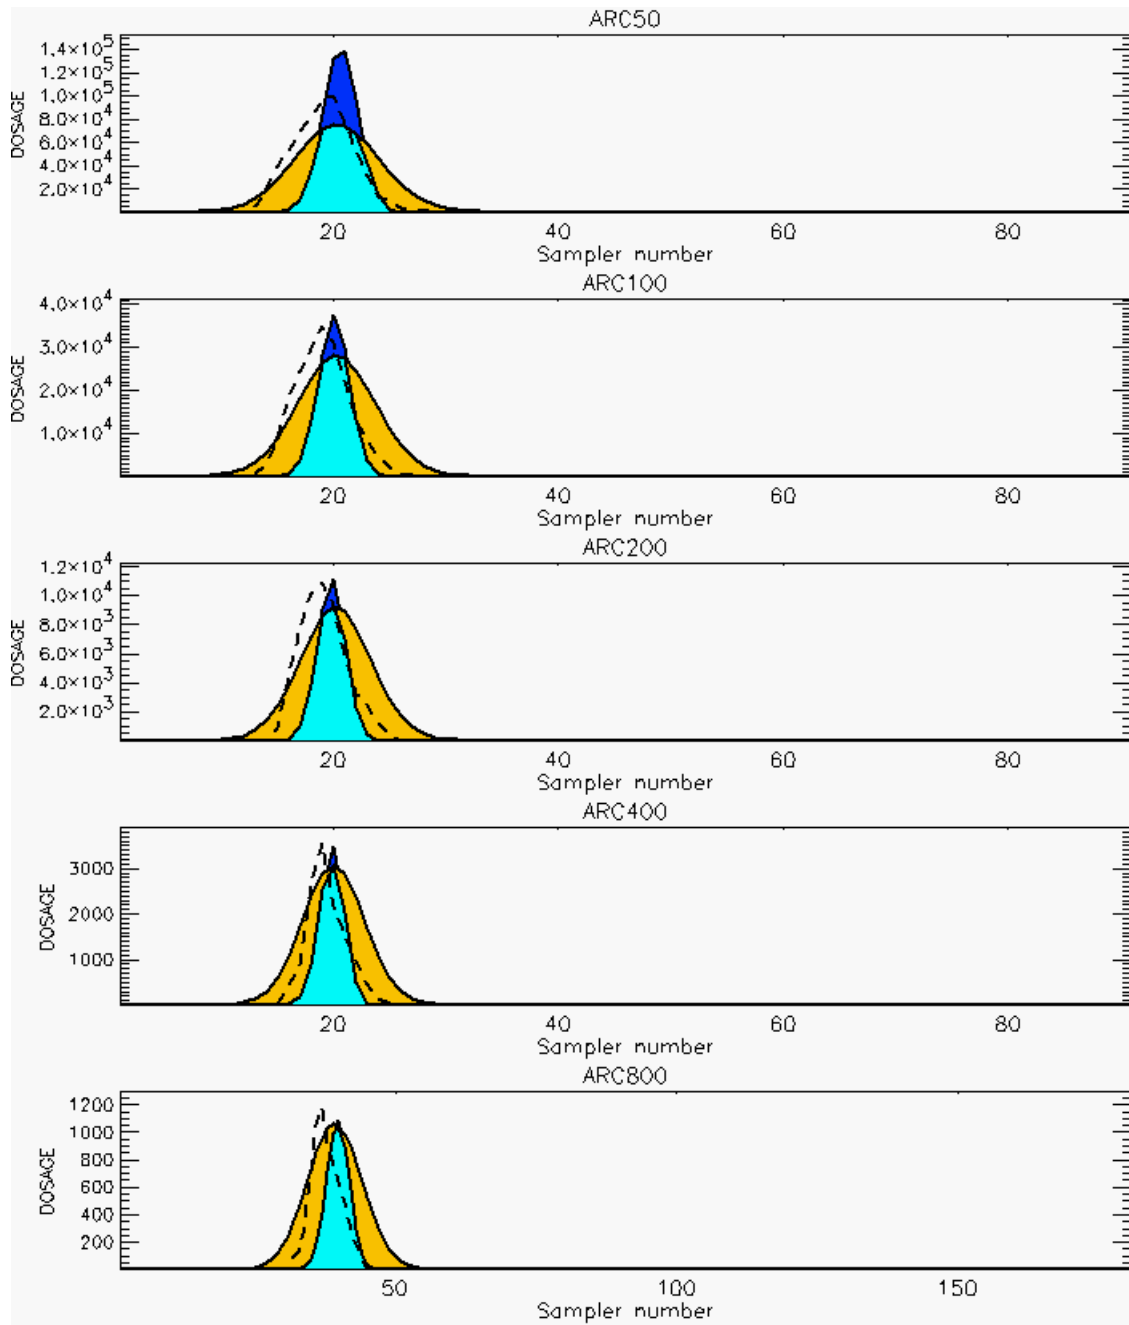 ARC50
DOSAGE
1.4×10⁵
1.2×10⁵
1.0×10⁵
8.0×10⁴
6.0×10⁴
4.0×10⁴
2.0×10⁴
20 40 60 80
Sampler number
ARC100
DOSAGE
4.0×10⁴
3.0×10⁴
2.0×10⁴
1.0×10⁴
20 40 60 80
Sampler number
ARC200
DOSAGE
1.2×10⁴
1.0×10⁴
8.0×10³
6.0×10³
4.0×10³
2.0×10³
20 40 60 80
Sampler number
ARC400
DOSAGE
3000
2000
1000
20 40 60 80
Sampler number
ARC800
DOSAGE
1200
1000
800
600
400
200
50 100 150
Sampler number